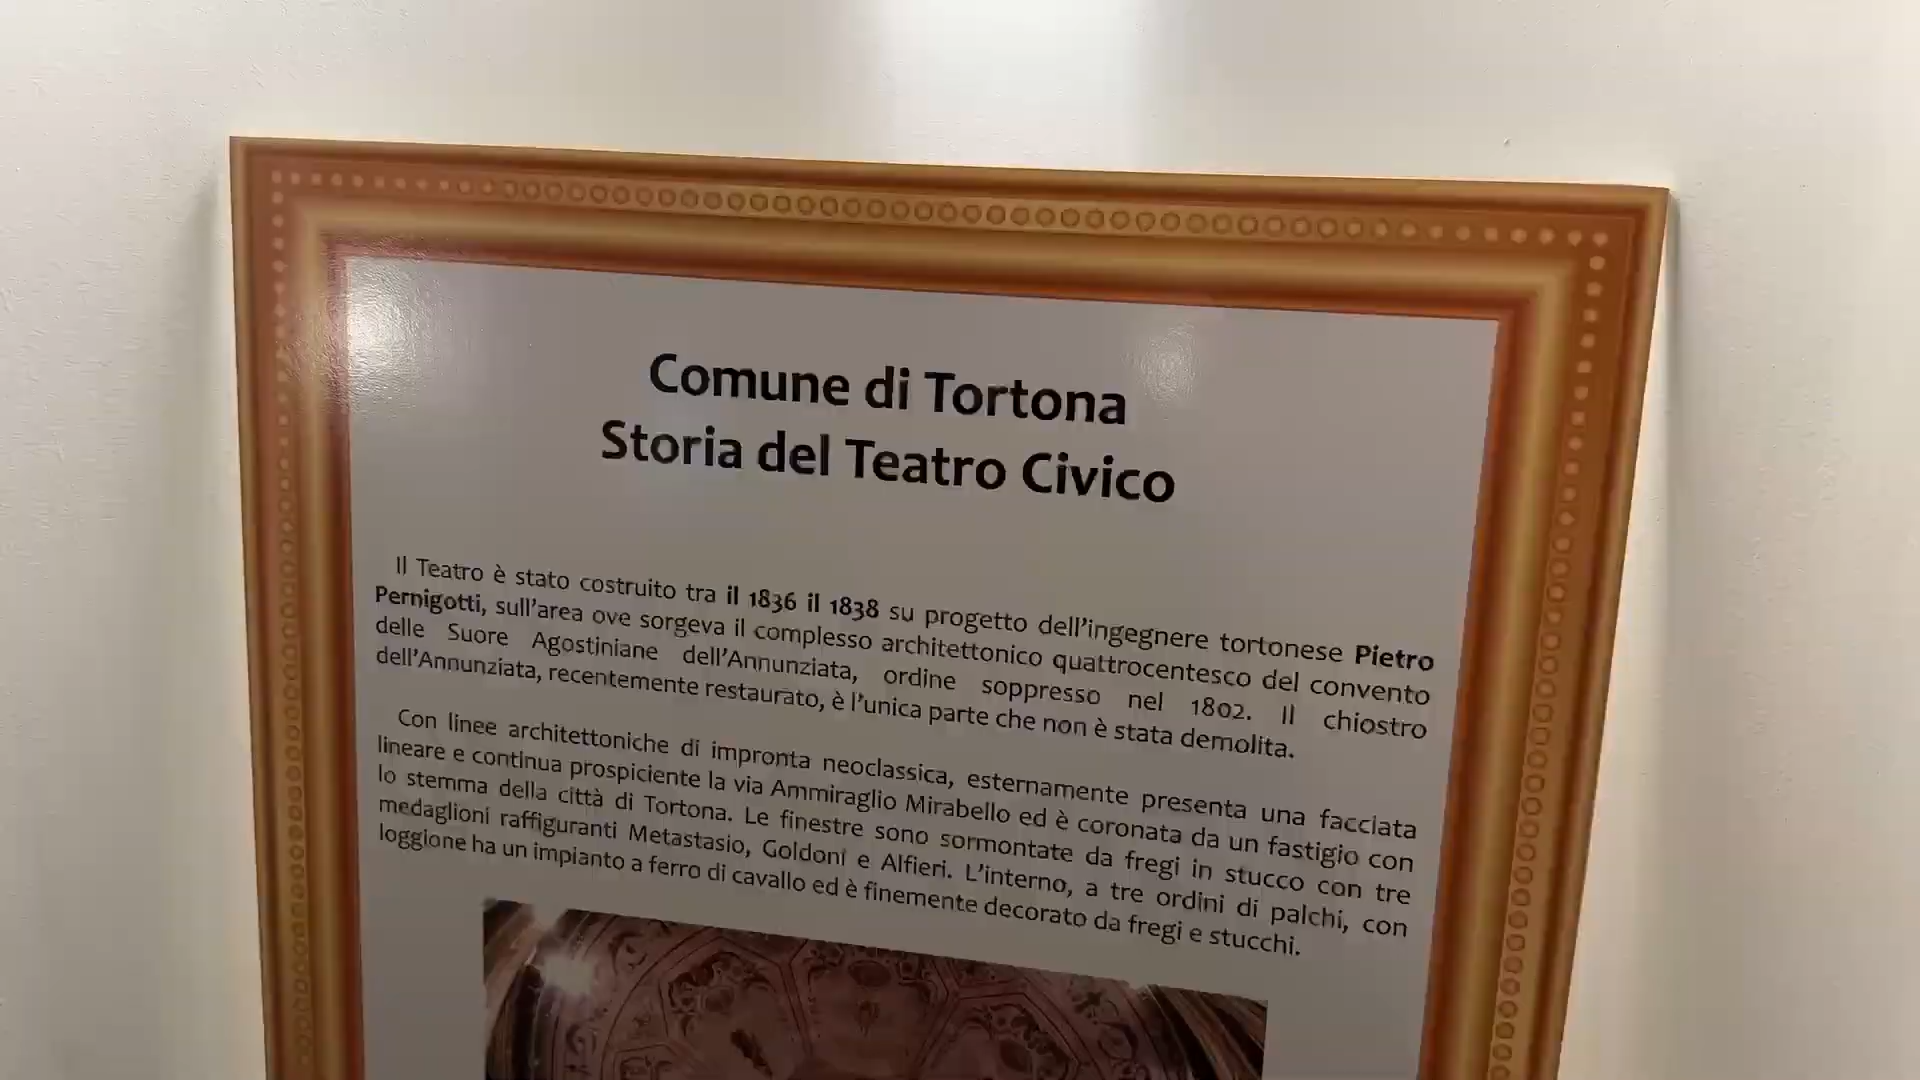 Comune di Tortona
Storia del Teatro Civico
Il Teatro è stato costruito tra il 1836 il 1838 su progetto dell'ingegnere tortonese Pietro
Pernigotti, sull'area ove sorgeva il complesso architettonico quattrocentesco del convento
delle Suore Agostiniane dell'Annunziata, ordine soppresso nel 1802. Il chiostro
dell'Annunziata, recentemente restaurato, è l'unica parte che non è stata demolita.
Con linee architettoniche di impronta neoclassica, esternamente presenta una facciata
lineare e continua prospiciente la via Ammiraglio Mirabello ed è coronata da un fastigio con
lo stemma della città di Tortona. Le finestre sono sormontate da fregi in stucco con tre
medaglioni raffiguranti Metastasio, Goldoni e Alfieri. L'interno, a tre ordini di palchi, con
loggione ha un impianto a ferro di cavallo ed è finemente decorato da fregi e stucchi.